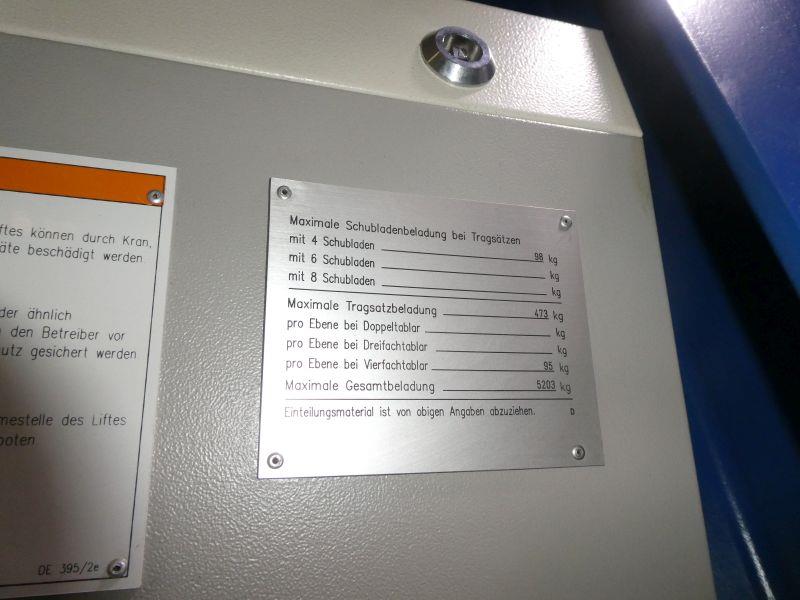 ftes können durch Kran,
äte beschädigt werden
der ähnlich
den Betreiber vor
utz gesichert werden
mestelle des Liftes
boten
DE 395/2e
Maximale Schubladenbeladung bei Tragsätzen
mit 4 Schubladen 98 kg
mit 6 Schubladen kg
mit 8 Schubladen kg
Maximale Tragsatzbeladung 473 kg
pro Ebene bei Doppeltablar kg
pro Ebene bei Dreifachtablar kg
pro Ebene bei Vierfachtablar 95 kg
Maximale Gesamtbeladung 5203 kg
Einteilungsmaterial ist von obigen Angaben abzuziehen. D